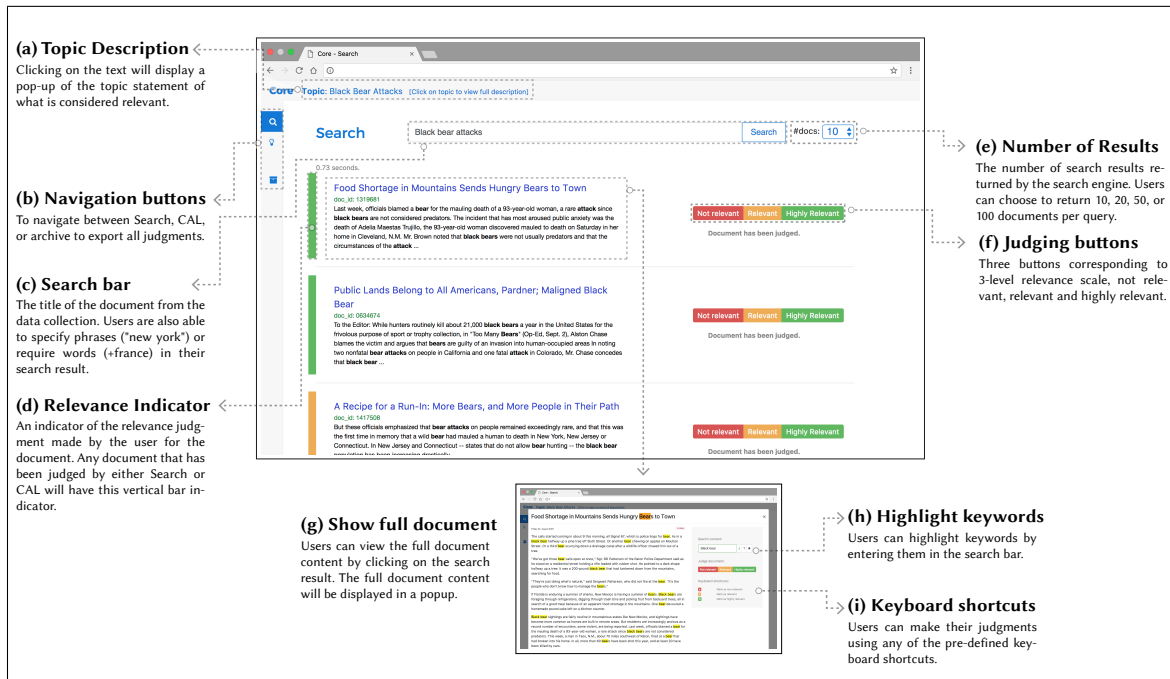 (a) Topic Description
Clicking on the text will display a
pop-up of the topic statement of
what is considered relevant.
(b) Navigation buttons
To navigate between Search, CAL,
or archive to export all judgments.
(c) Search bar
The title of the document from the
data collection. Users are also able
to specify phrases ("new york") or
require words (+france) in their
search result.
(d) Relevance Indicator
An indicator of the relevance judg-
ment made by the user for the
document. Any document that has
been judged by either Search or
CAL will have this vertical bar in-
dicator.
Core - Search
Core Topic: Black Bear Attacks [Click on topic to view full description]
Search
Black bear attacks
Search
#docs: 10
0.73 seconds.
Food Shortage in Mountains Sends Hungry Bears to Town
doc_id: 1319681
Last week, officials blamed a bear for the mauling death of a 93-year-old woman, a rare attack since
black bears are not considered predators. The incident that has most aroused public anxiety was the
death of Adelia Maestas Trujillo, the 93-year-old woman discovered mauled to death on Saturday in her
home in Cleveland, N.M. Mr. Brown noted that black bears were not usually predators and that the
circumstances of the attack ...
Not relevant Relevant Highly Relevant
Document has been judged.
Public Lands Belong to All Americans, Pardner; Maligned Black
Bear
doc_id: 0634674
To the Editor: While hunters routinely kill about 21,000 black bears a year in the United States for the
frivolous purpose of sport or trophy collection, in "Too Many Bears" (Op-Ed, Sept. 2), Alston Chase
blames the victim and argues that bears are guilty of an invasion into human-occupied areas In noting
two nonfatal bear attacks on people in California and one fatal attack in Colorado, Mr. Chase concedes
that black bear ...
Not relevant Relevant Highly Relevant
Document has been judged.
A Recipe for a Run-In: More Bears, and More People in Their Path
doc_id: 1417508
But these officials emphasized that bear attacks on people remained exceedingly rare, and that this was
the first time in memory that a wild bear had mauled a human to death in New York, New Jersey or
Connecticut. In New Jersey and Connecticut -- states that do not allow bear hunting -- the black bear
population has been increasing drastically.
Not relevant Relevant Highly Relevant
Document has been judged.
(e) Number of Results
The number of search results re-
turned by the search engine. Users
can choose to return 10, 20, 50, or
100 documents per query.
(f) Judging buttons
Three buttons corresponding to
3-level relevance scale, not rele-
vant, relevant and highly relevant.
(g) Show full document
Users can view the full document
content by clicking on the search
result. The full document content
will be displayed in a popup.
Food Shortage in Mountains Sends Hungry Bears to Town
(h) Highlight keywords
Users can highlight keywords by
entering them in the search bar.
(i) Keyboard shortcuts
Users can make their judgments
using any of the pre-defined key-
board shortcuts.